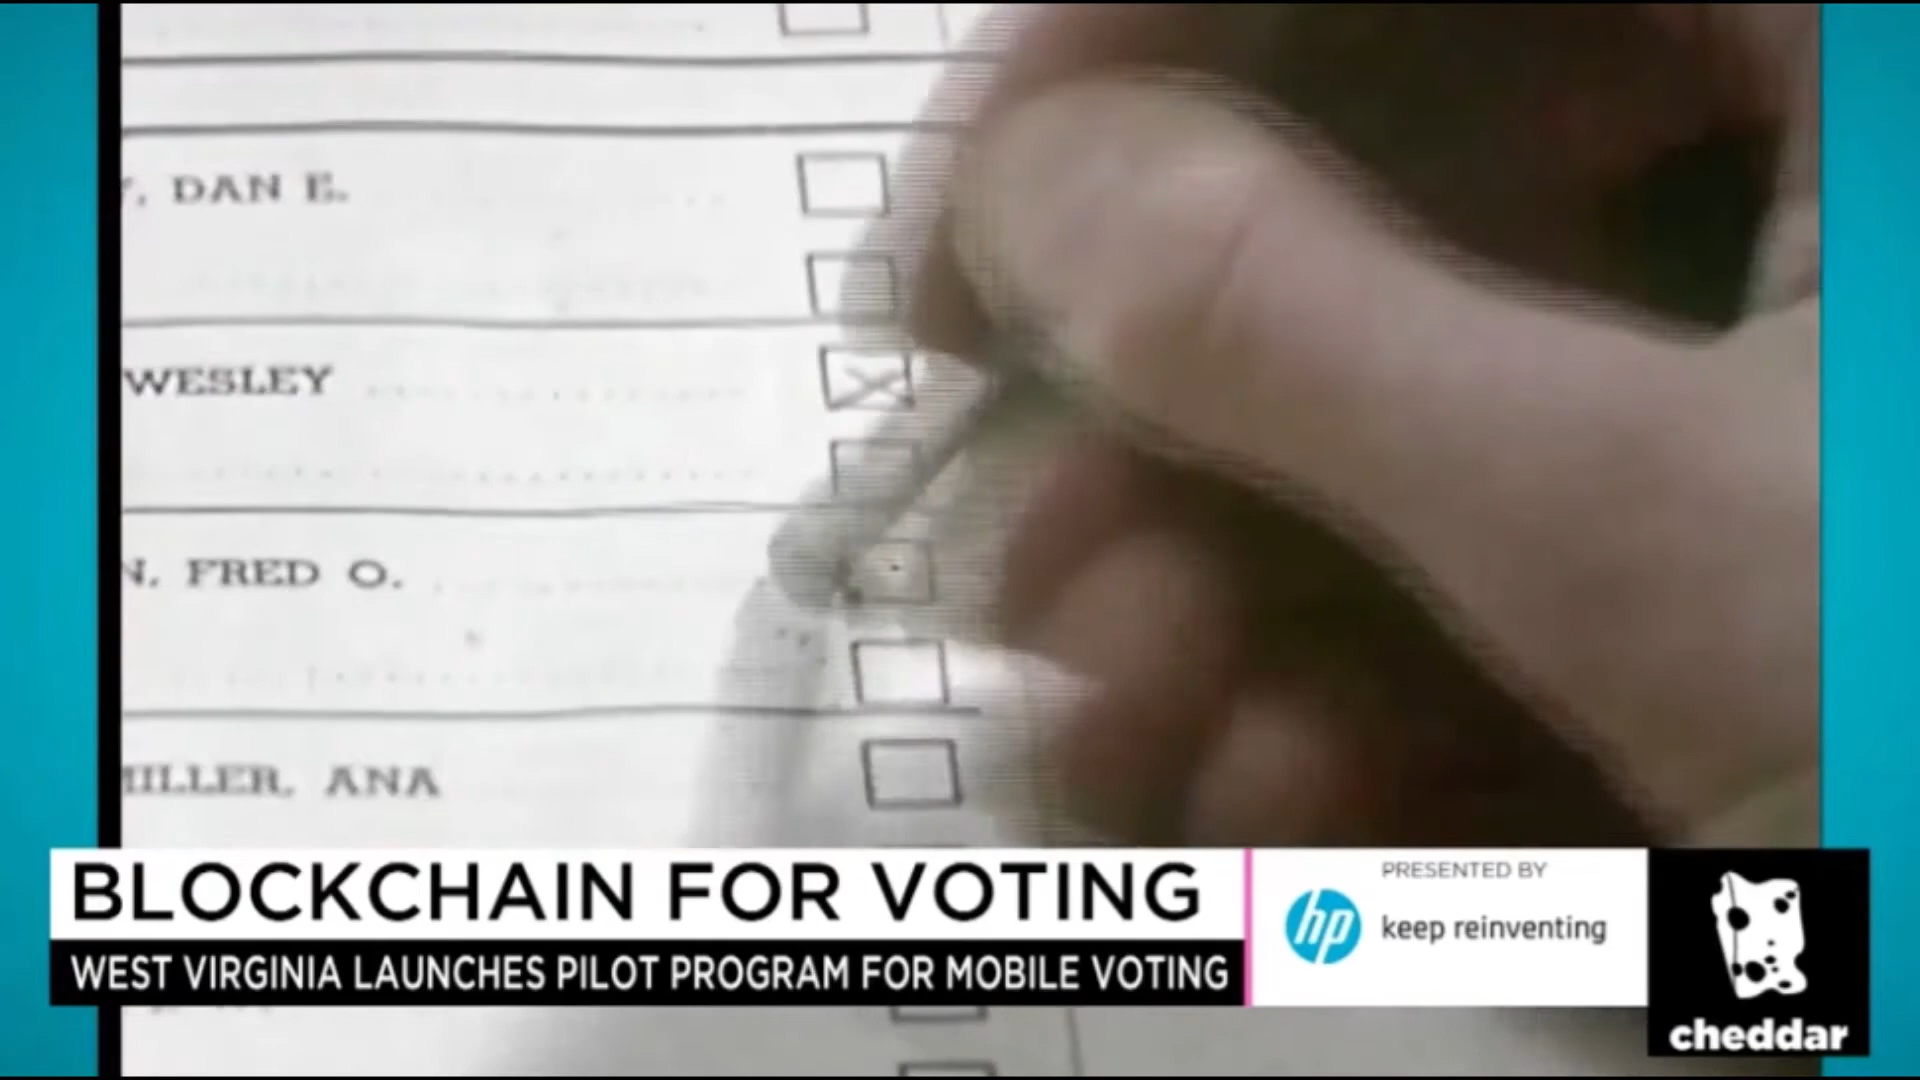 , DAN E.
WESLEY
, FRED O.
MILLER, ANA
BLOCKCHAIN FOR VOTING
WEST VIRGINIA LAUNCHES PILOT PROGRAM FOR MOBILE VOTING
PRESENTED BY
hp
keep reinventing
cheddar